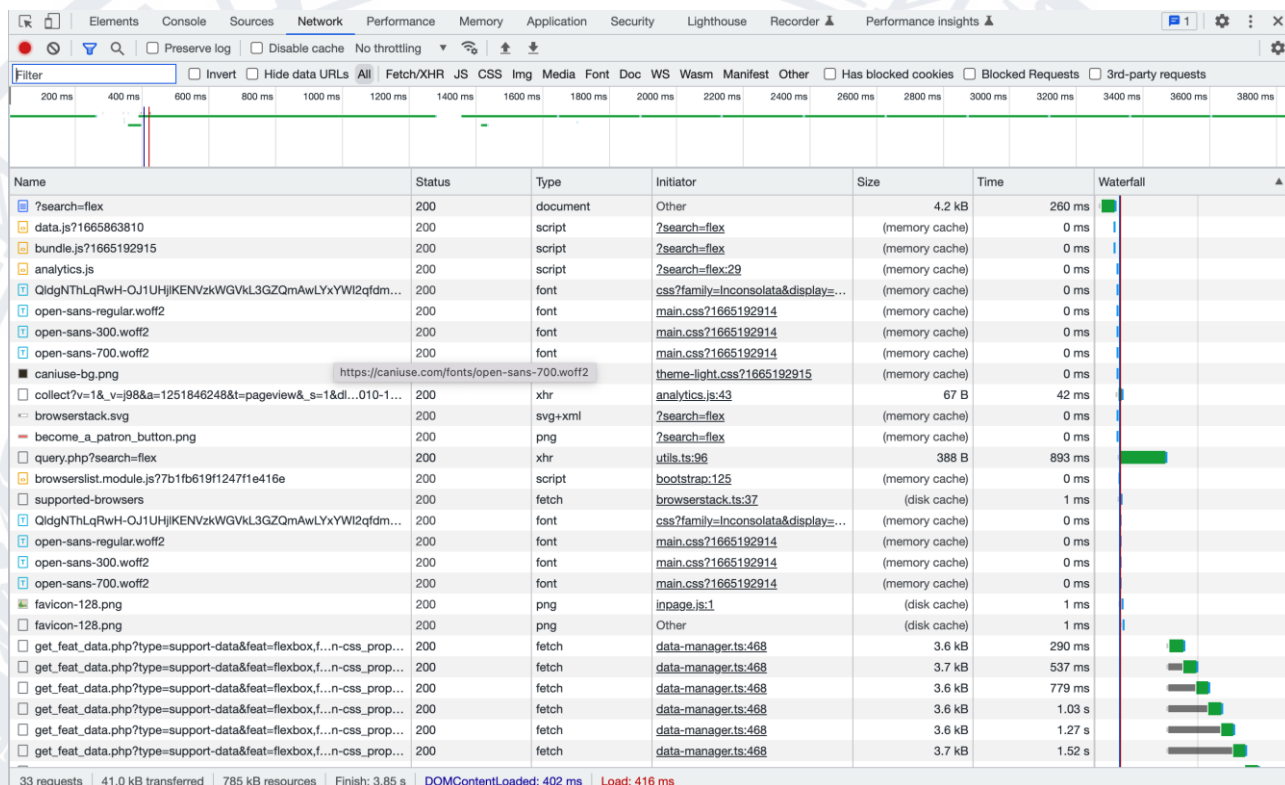 Elements Console Sources Network Performance Memory Application Security Lighthouse Recorder Performance insights 1
Preserve log Disable cache No throttling
Filter Invert Hide data URLs All Fetch/XHR JS CSS Img Media Font Doc WS Wasm Manifest Other Has blocked cookies Blocked Requests 3rd-party requests
200 ms 400 ms 600 ms 800 ms 1000 ms 1200 ms 1400 ms 1600 ms 1800 ms 2000 ms 2200 ms 2400 ms 2600 ms 2800 ms 3000 ms 3200 ms 3400 ms 3600 ms 3800 ms
Name Status Type Initiator Size Time Waterfall
?search=flex 200 document Other 4.2 kB 260 ms
data.js?1665863810 200 script ?search=flex (memory cache) 0 ms
bundle.js?1665192915 200 script ?search=flex (memory cache) 0 ms
analytics.js 200 script ?search=flex:29 (memory cache) 0 ms
QldgNThLqRwH-OJ1UHjlKENVzkWGVkL3GZQmAwLYxYWI2qfdm... 200 font css?family=Inconsolata&display=... (memory cache) 0 ms
open-sans-regular.woff2 200 font main.css?1665192914 (memory cache) 0 ms
open-sans-300.woff2 200 font main.css?1665192914 (memory cache) 0 ms
open-sans-700.woff2 200 font main.css?1665192914 (memory cache) 0 ms
caniuse-bg.png https://caniuse.com/fonts/open-sans-700.woff2 theme-light.css?1665192915 (memory cache) 0 ms
collect?v=1&_v=j98&a=1251846248&t=pageview&_s=1&dl...010-1... 200 xhr analytics.js:43 67 B 42 ms
browserstack.svg 200 svg+xml ?search=flex (memory cache) 0 ms
become_a_patron_button.png 200 png ?search=flex (memory cache) 0 ms
query.php?search=flex 200 xhr utils.ts:96 388 B 893 ms
browserslist.module.js?7b1fb619f1247f1e416e 200 script bootstrap:125 (memory cache) 0 ms
supported-browsers 200 fetch browserstack.ts:37 (disk cache) 1 ms
QldgNThLqRwH-OJ1UHjlKENVzkWGVkL3GZQmAwLYxYWI2qfdm... 200 font css?family=Inconsolata&display=... (memory cache) 0 ms
open-sans-regular.woff2 200 font main.css?1665192914 (memory cache) 0 ms
open-sans-300.woff2 200 font main.css?1665192914 (memory cache) 0 ms
open-sans-700.woff2 200 font main.css?1665192914 (memory cache) 0 ms
favicon-128.png 200 png inpage.js:1 (disk cache) 1 ms
favicon-128.png 200 png Other (disk cache) 1 ms
get_feat_data.php?type=support-data&feat=flexbox,f...n-css_prop... 200 fetch data-manager.ts:468 3.6 kB 290 ms
get_feat_data.php?type=support-data&feat=flexbox,f...n-css_prop... 200 fetch data-manager.ts:468 3.7 kB 537 ms
get_feat_data.php?type=support-data&feat=flexbox,f...n-css_prop... 200 fetch data-manager.ts:468 3.6 kB 779 ms
get_feat_data.php?type=support-data&feat=flexbox,f...n-css_prop... 200 fetch data-manager.ts:468 3.6 kB 1.03 s
get_feat_data.php?type=support-data&feat=flexbox,f...n-css_prop... 200 fetch data-manager.ts:468 3.6 kB 1.27 s
get_feat_data.php?type=support-data&feat=flexbox,f...n-css_prop... 200 fetch data-manager.ts:468 3.7 kB 1.52 s
33 requests 41.0 kB transferred 785 kB resources Finish: 3.85 s DOMContentLoaded: 402 ms Load: 416 ms